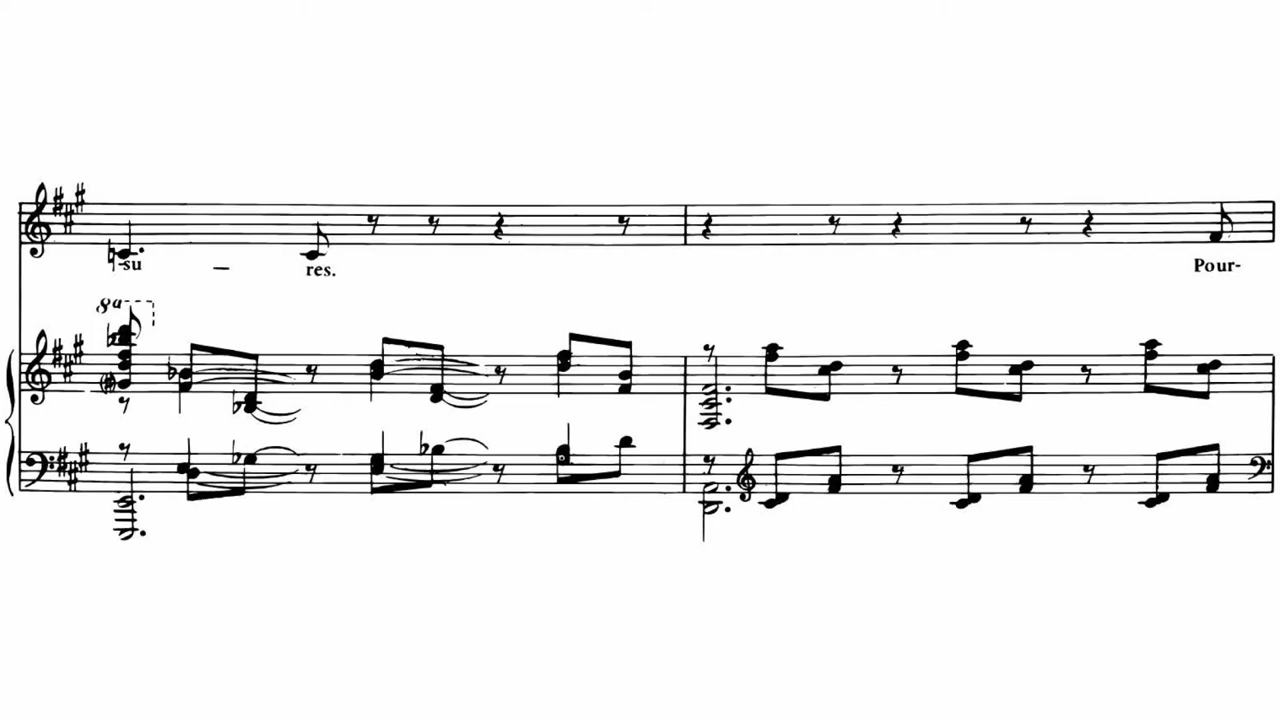 -su – res. Pour-
8a